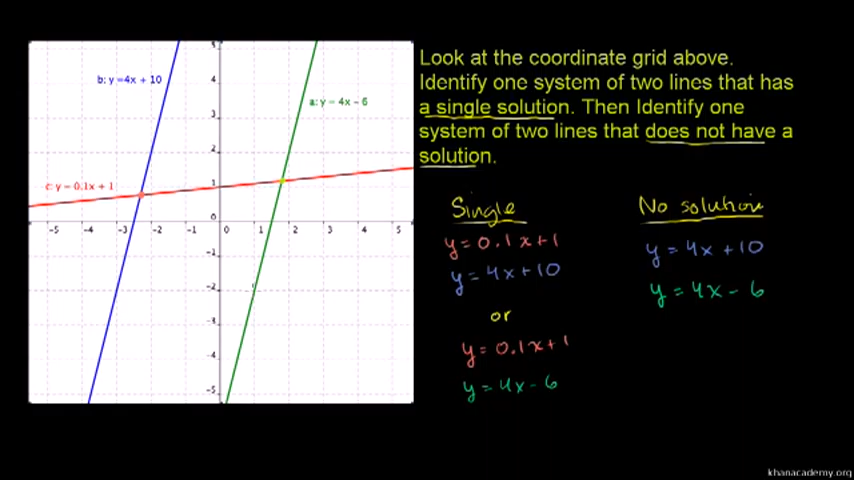 b: y =4x + 10
a: y = 4x − 6
c: y = 0.1x + 1
5
4
3
2
1
0
-5 -4 -3 -2 -1 0 1 2 3 4 5
−1
−2
−3
−4
−5
Look at the coordinate grid above.
Identify one system of two lines that has
a single solution. Then Identify one
system of two lines that does not have a
solution.
Single
y = 0.1x+1
y = 4x+10
or
y = 0.1x+1
y = 4x - 6
No solution
y = 4x +10
y = 4x - 6
khanacademy.org